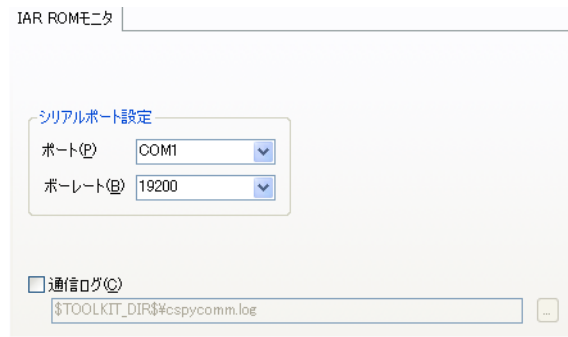 IAR ROMモニタ
シリアルポート設定
ポート(P) COM1
ボーレート(B) 19200
通信ログ(C)
$TOOLKIT_DIR$¥cspycomm.log
...